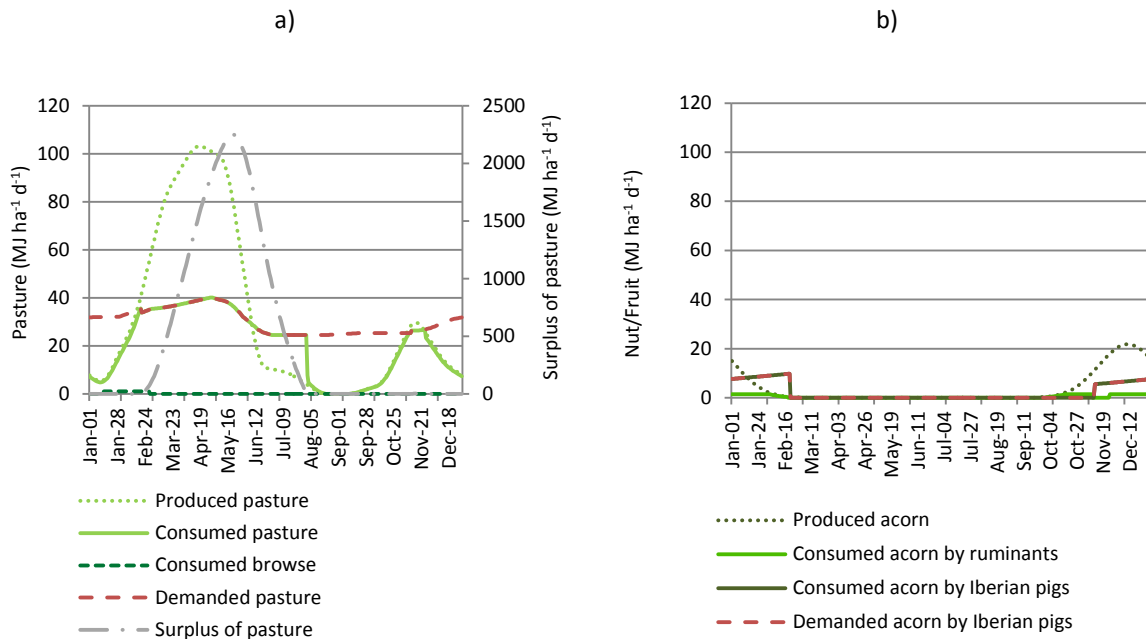 a)
b)
120
100
80
60
40
20
0
Pasture (MJ ha⁻¹ d⁻¹)
2500
2000
1500
1000
500
0
Surplus of pasture (MJ ha⁻¹ d⁻¹)
Jan-01
Jan-28
Feb-24
Mar-23
Apr-19
May-16
Jun-12
Jul-09
Aug-05
Sep-01
Sep-28
Oct-25
Nov-21
Dec-18
Produced pasture
Consumed pasture
Consumed browse
Demanded pasture
Surplus of pasture
120
100
80
60
40
20
0
Nut/Fruit (MJ ha⁻¹ d⁻¹)
Jan-01
Jan-24
Feb-16
Mar-11
Apr-03
Apr-26
May-19
Jun-11
Jul-04
Jul-27
Aug-19
Sep-11
Oct-04
Oct-27
Nov-19
Dec-12
Produced acorn
Consumed acorn by ruminants
Consumed acorn by Iberian pigs
Demanded acorn by Iberian pigs